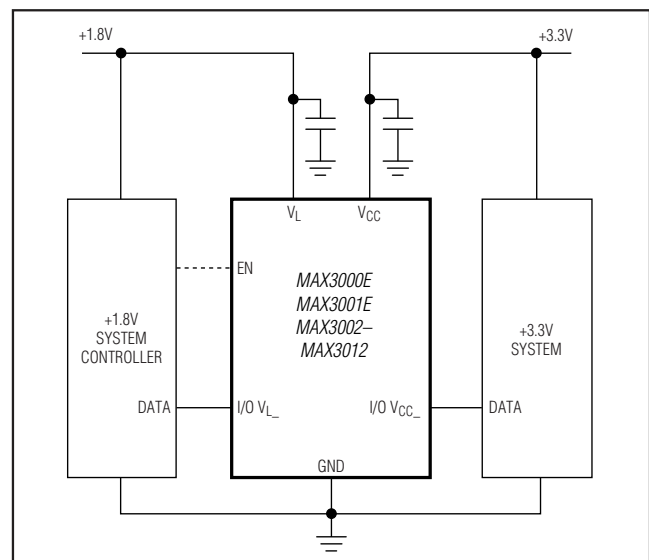 +1.8V
+3.3V
VL
VCC
EN
MAX3000E
MAX3001E
MAX3002–
MAX3012
+1.8V
SYSTEM
CONTROLLER
+3.3V
SYSTEM
DATA
I/O VL_
I/O VCC_
DATA
GND